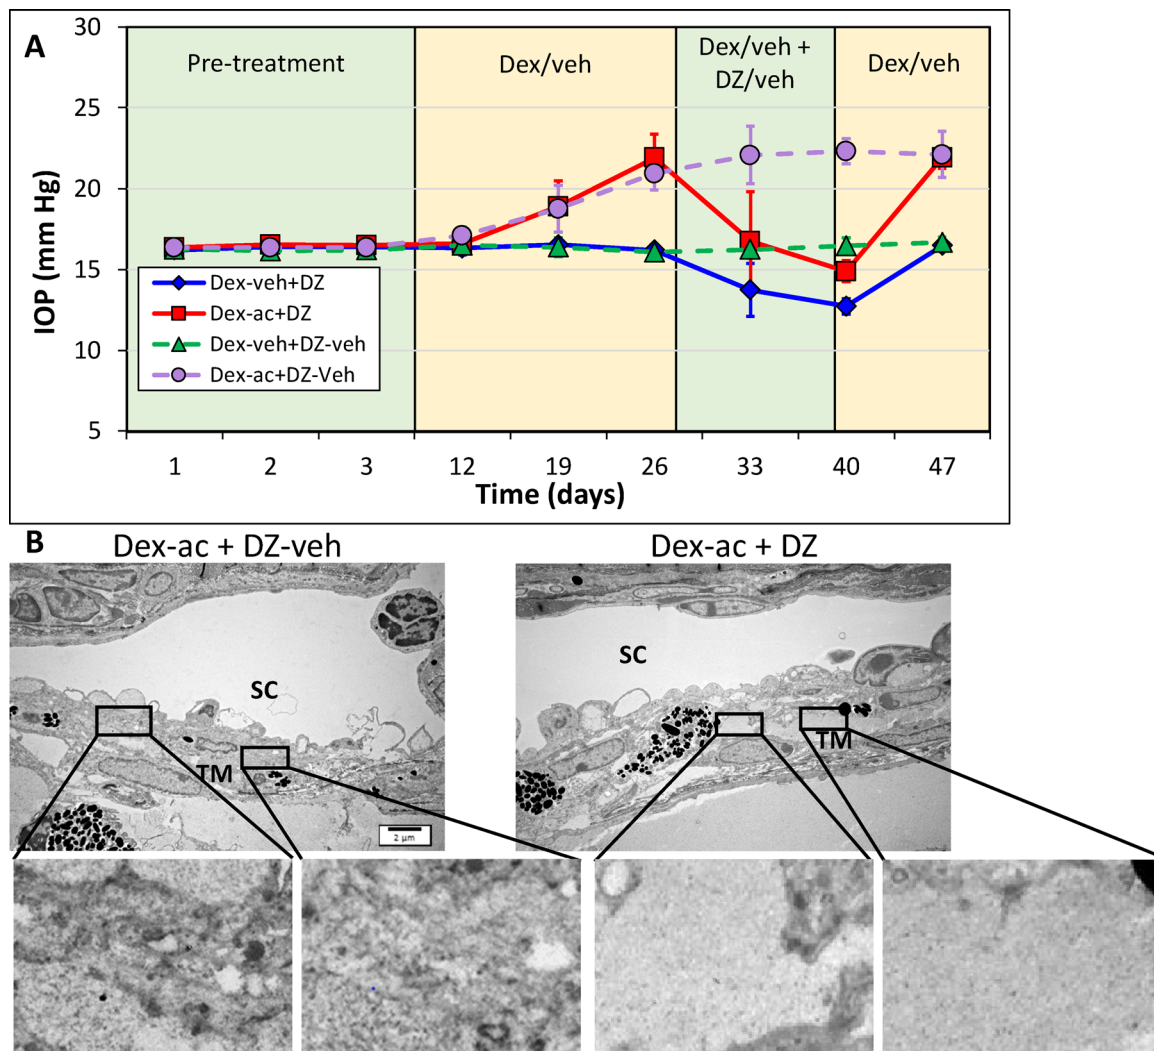 A
Pre-treatment
Dex/veh
Dex/veh +
DZ/veh
Dex/veh
30
25
20
15
10
5
IOP (mm Hg)
Dex-veh+DZ
Dex-ac+DZ
Dex-veh+DZ-veh
Dex-ac+DZ-Veh
1 2 3 12 19 26 33 40 47
Time (days)
B
Dex-ac + DZ-veh
Dex-ac + DZ
SC
TM
2 μm
SC
TM